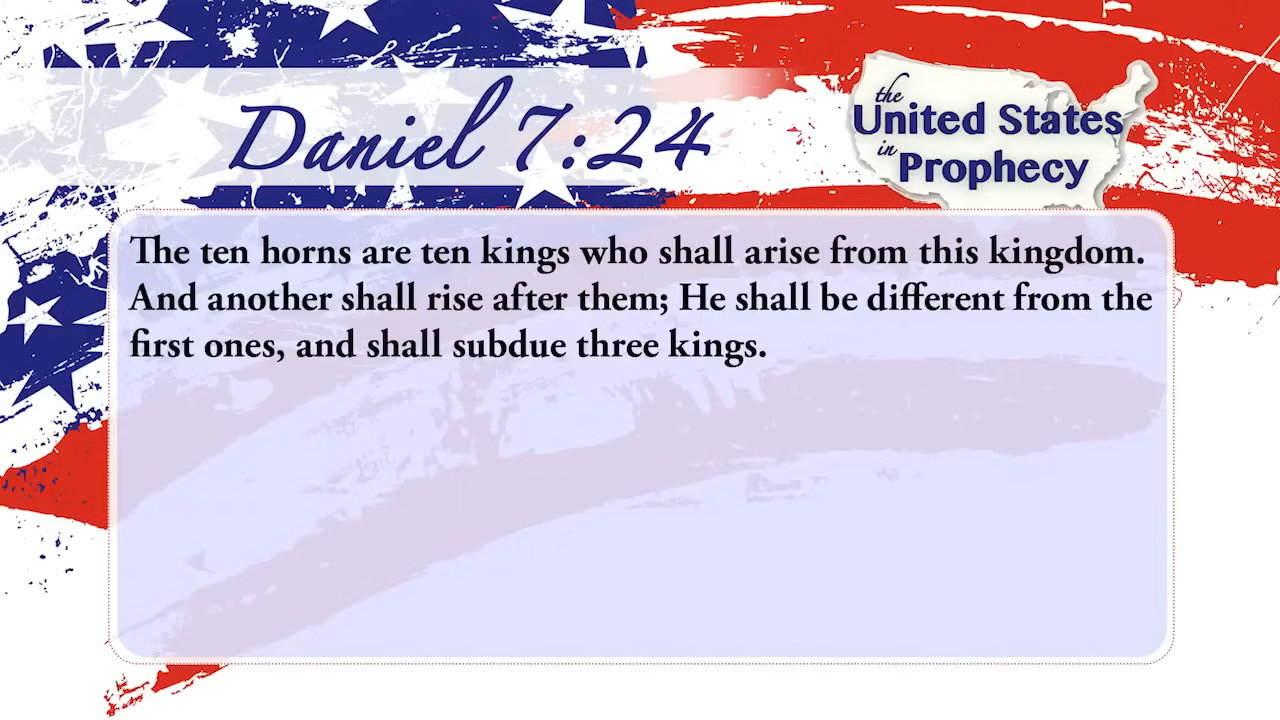 Daniel 7:24
the
United States
in
Prophecy
The ten horns are ten kings who shall arise from this kingdom.
And another shall rise after them; He shall be different from the
first ones, and shall subdue three kings.